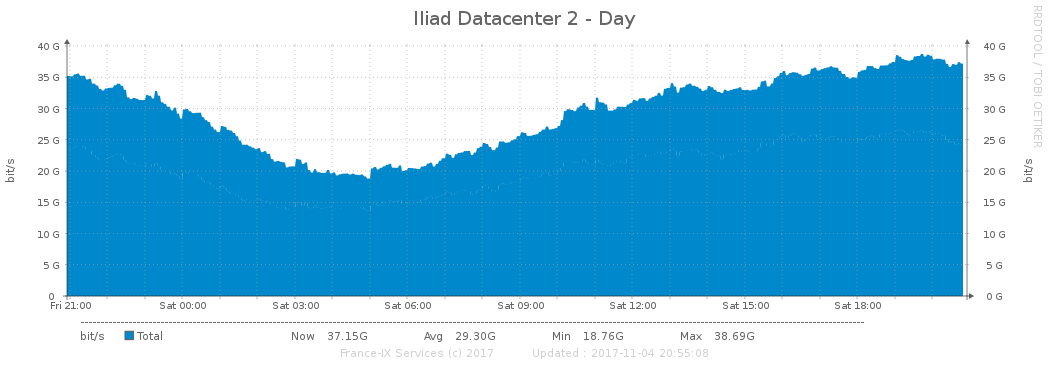 Iliad Datacenter 2 - Day
RRDTOOL / TOBI OETIKER
40 G 40 G
35 G 35 G
30 G 30 G
25 G 25 G
20 G 20 G
15 G 15 G
10 G 10 G
5 G 5 G
0 0 G
bit/s bit/s
Fri 21:00 Sat 00:00 Sat 03:00 Sat 06:00 Sat 09:00 Sat 12:00 Sat 15:00 Sat 18:00
bit/s Total Now 37.15G Avg 29.30G Min 18.76G Max 38.69G
France-IX Services (c) 2017 Updated : 2017-11-04 20:55:08